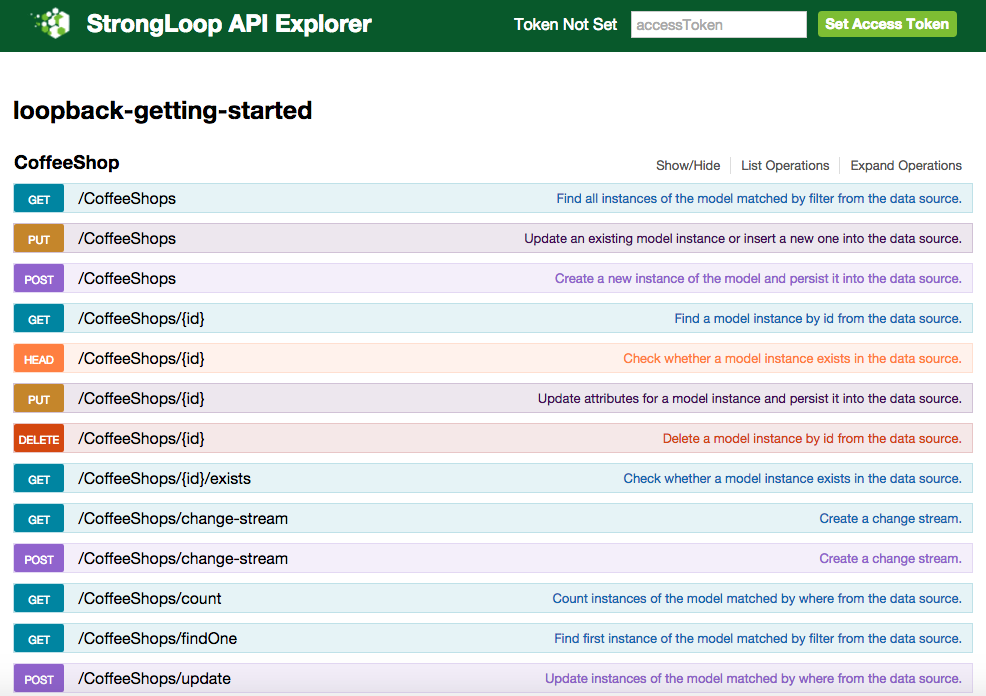 StrongLoop API Explorer Token Not Set accessToken Set Access Token
loopback-getting-started
CoffeeShop Show/Hide List Operations Expand Operations
GET /CoffeeShops Find all instances of the model matched by filter from the data source.
PUT /CoffeeShops Update an existing model instance or insert a new one into the data source.
POST /CoffeeShops Create a new instance of the model and persist it into the data source.
GET /CoffeeShops/{id} Find a model instance by id from the data source.
HEAD /CoffeeShops/{id} Check whether a model instance exists in the data source.
PUT /CoffeeShops/{id} Update attributes for a model instance and persist it into the data source.
DELETE /CoffeeShops/{id} Delete a model instance by id from the data source.
GET /CoffeeShops/{id}/exists Check whether a model instance exists in the data source.
GET /CoffeeShops/change-stream Create a change stream.
POST /CoffeeShops/change-stream Create a change stream.
GET /CoffeeShops/count Count instances of the model matched by where from the data source.
GET /CoffeeShops/findOne Find first instance of the model matched by filter from the data source.
POST /CoffeeShops/update Update instances of the model matched by where from the data source.